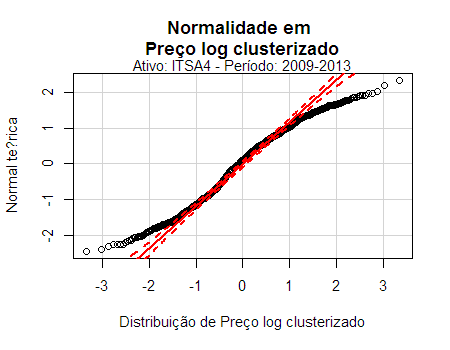 Normalidade em
Preço log clusterizado
Ativo: ITSA4 - Período: 2009-2013
Normal te?rica
2
1
0
-1
-2
-3 -2 -1 0 1 2 3
Distribuição de Preço log clusterizado